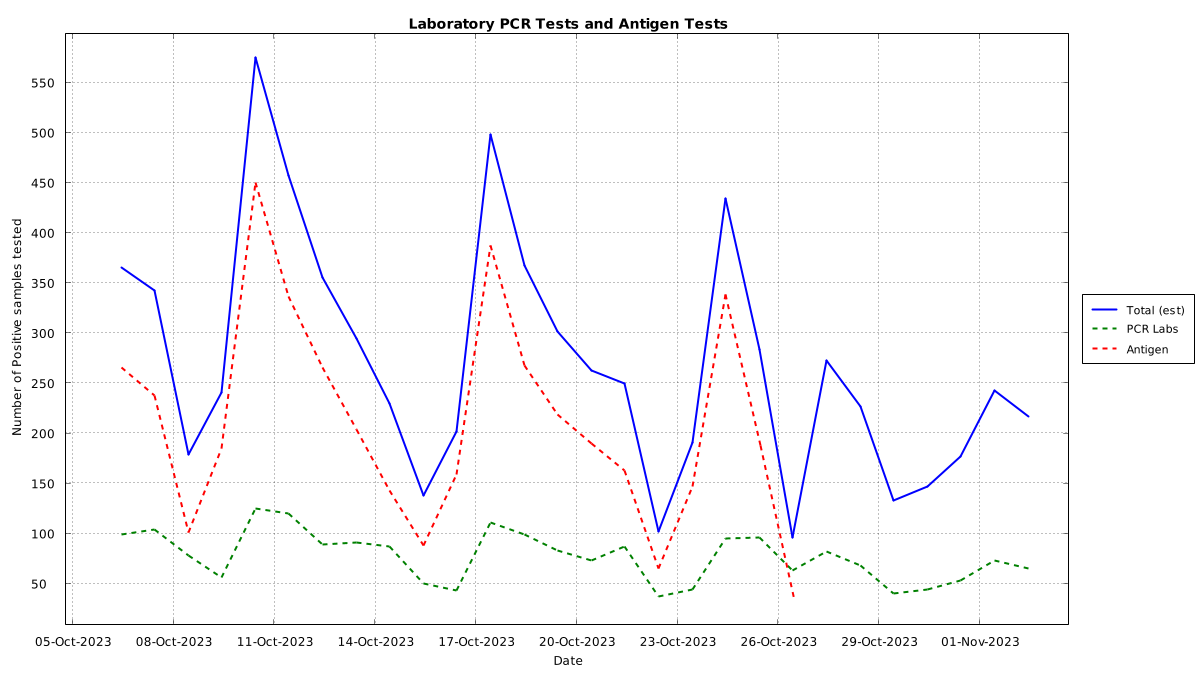 Laboratory PCR Tests and Antigen Tests
Number of Positive samples tested
550
500
450
400
350
300
250
200
150
100
50
05-Oct-2023 08-Oct-2023 11-Oct-2023 14-Oct-2023 17-Oct-2023 20-Oct-2023 23-Oct-2023 26-Oct-2023 29-Oct-2023 01-Nov-2023
Date
Total (est)
PCR Labs
Antigen